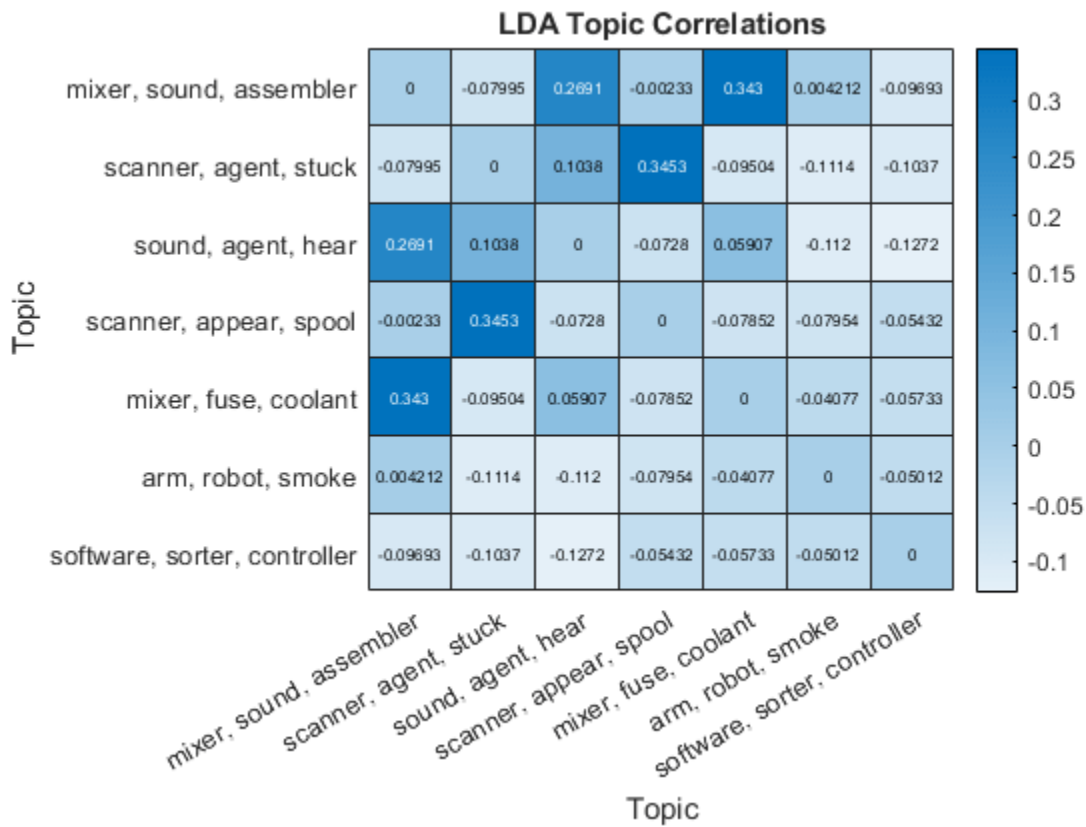 LDA Topic Correlations
mixer, sound, assembler 0 -0.07995 0.2691 -0.00233 0.343 0.004212 -0.09693
scanner, agent, stuck -0.07995 0 0.1038 0.3453 -0.09504 -0.1114 -0.1037
sound, agent, hear 0.2691 0.1038 0 -0.0728 0.05907 -0.112 -0.1272
scanner, appear, spool -0.00233 0.3453 -0.0728 0 -0.07852 -0.07954 -0.05432
mixer, fuse, coolant 0.343 -0.09504 0.05907 -0.07852 0 -0.04077 -0.05733
arm, robot, smoke 0.004212 -0.1114 -0.112 -0.07954 -0.04077 0 -0.05012
software, sorter, controller -0.09693 -0.1037 -0.1272 -0.05432 -0.05733 -0.05012 0
Topic
mixer, sound, assembler
scanner, agent, stuck
sound, agent, hear
scanner, appear, spool
mixer, fuse, coolant
arm, robot, smoke
software, sorter, controller
Topic
0.3
0.25
0.2
0.15
0.1
0.05
0
-0.05
-0.1